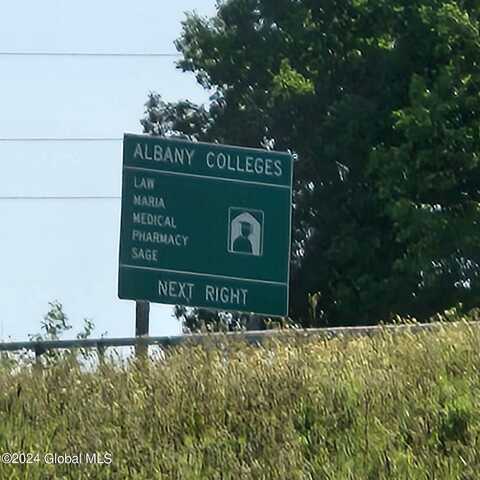 ALBANY COLLEGES
LAW
MARIA
MEDICAL
PHARMACY
SAGE
NEXT RIGHT
©2024 Global MLS